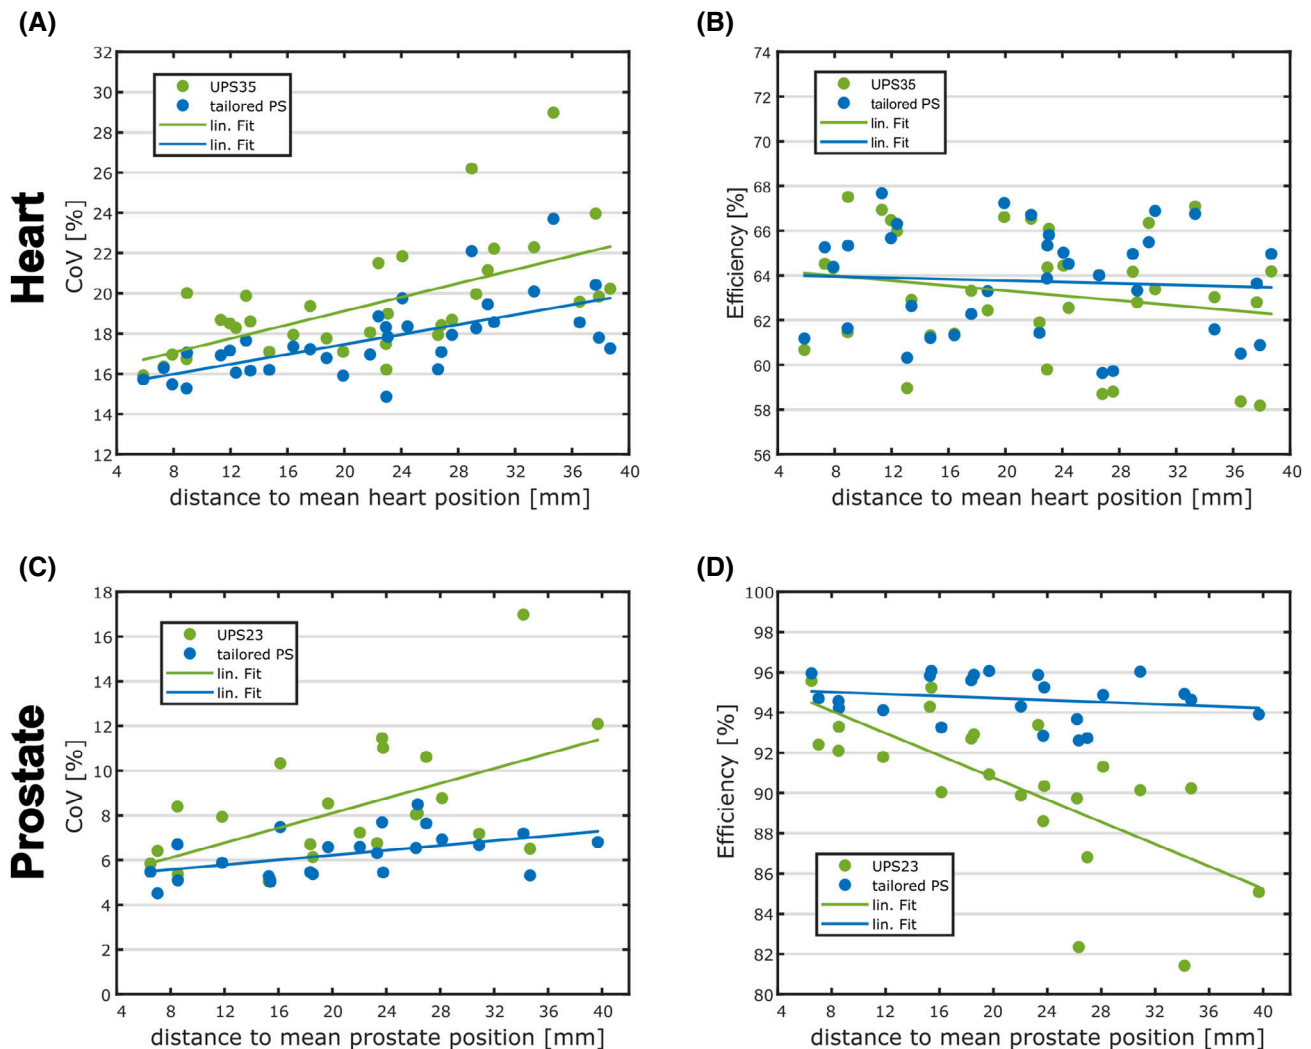 (A)
(B)
Heart
32
30
28
26
24
22
20
18
16
14
12
CoV [%]
UPS35
tailored PS
lin. Fit
lin. Fit
4 8 12 16 20 24 28 32 36 40
distance to mean heart position [mm]
74
72
70
68
66
64
62
60
58
56
Efficiency [%]
UPS35
tailored PS
lin. Fit
lin. Fit
4 8 12 16 20 24 28 32 36 40
distance to mean heart position [mm]
(C)
(D)
Prostate
18
16
14
12
10
8
6
4
2
0
CoV [%]
UPS23
tailored PS
lin. Fit
lin. Fit
4 8 12 16 20 24 28 32 36 40
distance to mean prostate position [mm]
100
98
96
94
92
90
88
86
84
82
80
Efficiency [%]
UPS23
tailored PS
lin. Fit
lin. Fit
4 8 12 16 20 24 28 32 36 40
distance to mean prostate position [mm]